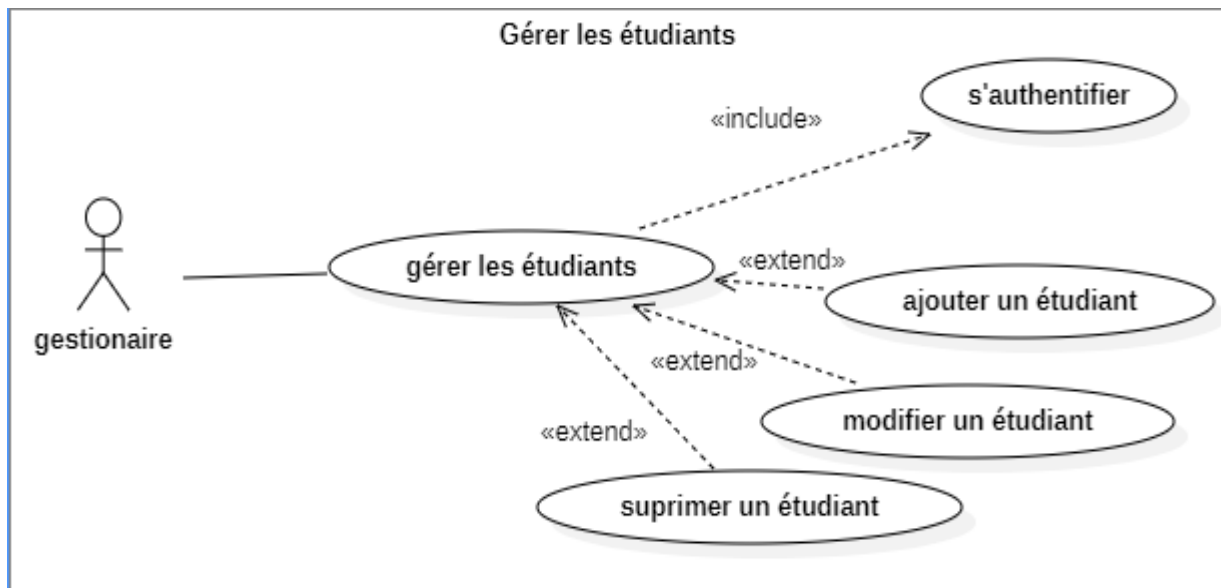 Gérer les étudiants
s'authentifier
«include»
gérer les étudiants
«extend»
ajouter un étudiant
gestionaire
«extend»
modifier un étudiant
«extend»
suprimer un étudiant